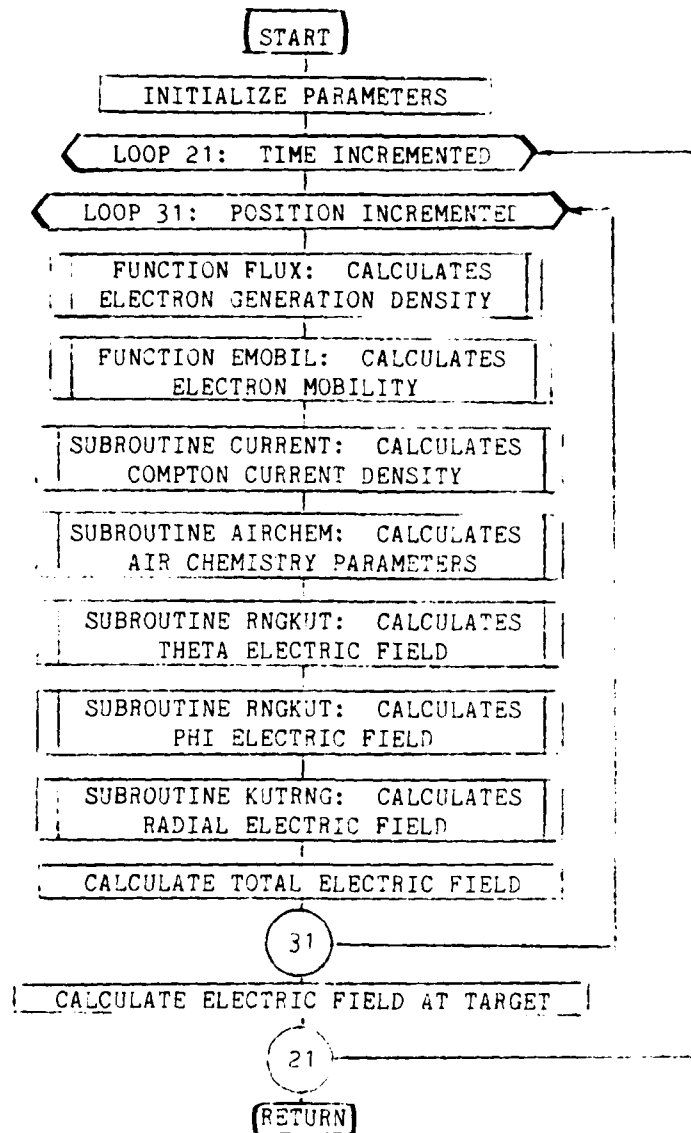 START
INITIALIZE PARAMETERS
LOOP 21: TIME INCREMENTED
LOOP 31: POSITION INCREMENTED
FUNCTION FLUX: CALCULATES
ELECTRON GENERATION DENSITY
FUNCTION EMOBIL: CALCULATES
ELECTRON MOBILITY
SUBROUTINE CURRENT: CALCULATES
COMPTON CURRENT DENSITY
SUBROUTINE AIRCHEM: CALCULATES
AIR CHEMISTRY PARAMETERS
SUBROUTINE RNGKUT: CALCULATES
THETA ELECTRIC FIELD
SUBROUTINE RNGKUT: CALCULATES
PHI ELECTRIC FIELD
SUBROUTINE KUTRNG: CALCULATES
RADIAL ELECTRIC FIELD
CALCULATE TOTAL ELECTRIC FIELD
31
CALCULATE ELECTRIC FIELD AT TARGET
21
RETURN